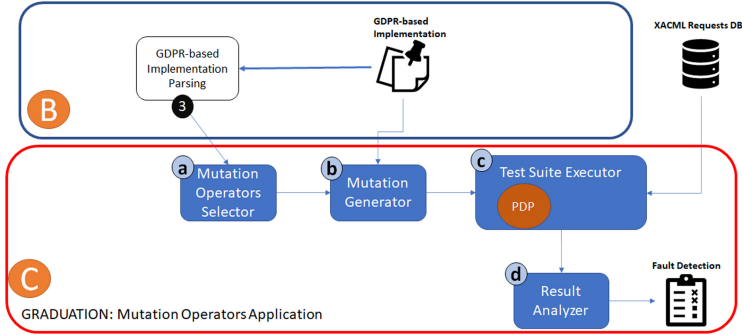 GDPR-based
Implementation
XACML Requests DB
GDPR-based
Implementation
Parsing
3
B
a
b
c
Mutation
Operators
Selector
Mutation
Generator
Test Suite Executor
PDP
d
Result
Analyzer
Fault Detection
C
GRADUATION: Mutation Operators Application